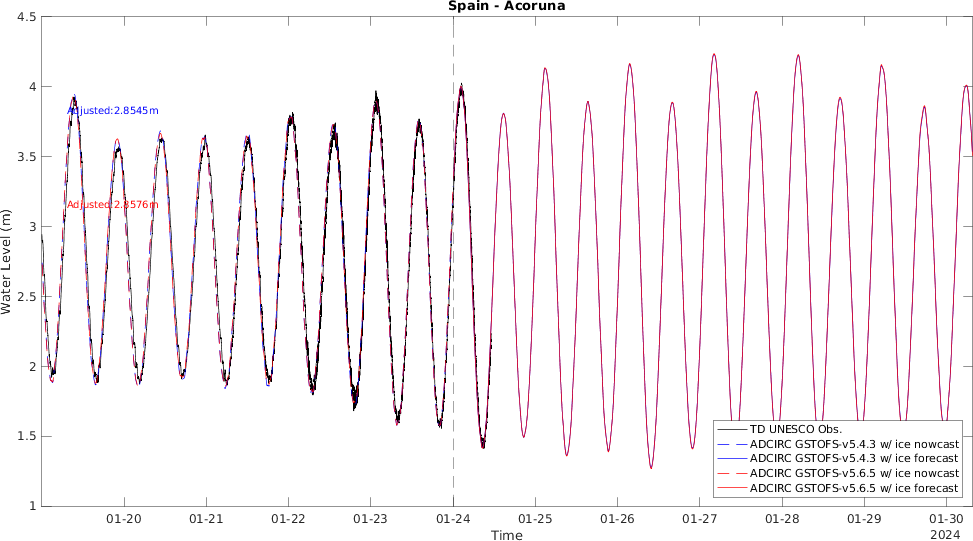 Spain - Acoruna
4.5
4
3.5
3
2.5
2
1.5
1
Water Level (m)
Adjusted:2.8545m
Adjusted:2.8576m
01-20
01-21
01-22
01-23
01-24
01-25
01-26
01-27
01-28
01-29
01-30
2024
Time
TD UNESCO Obs.
ADCIRC GSTOFS-v5.4.3 w/ ice nowcast
ADCIRC GSTOFS-v5.4.3 w/ ice forecast
ADCIRC GSTOFS-v5.6.5 w/ ice nowcast
ADCIRC GSTOFS-v5.6.5 w/ ice forecast